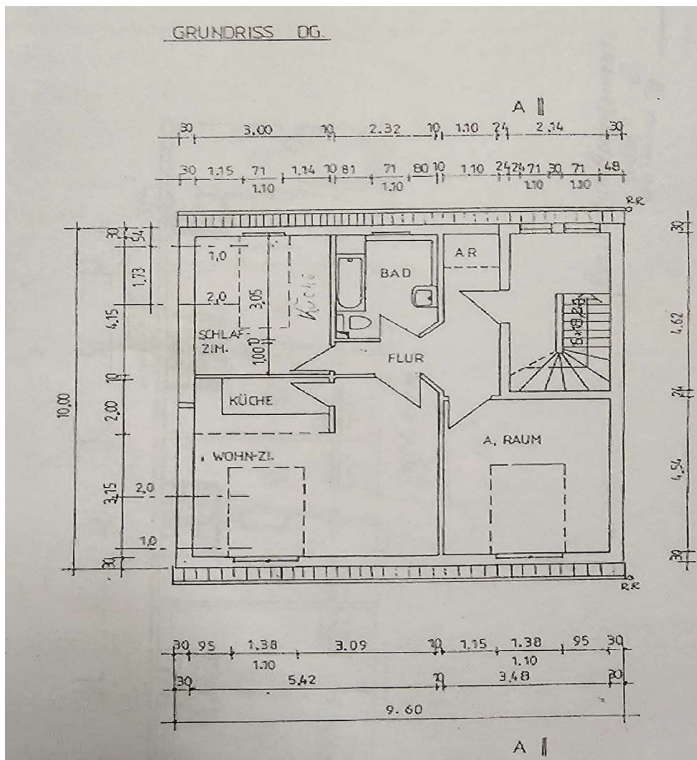 GRUNDRISS DG.
A
30 3.00 10 2.32 10 1.10 24 2.14 30
30 1.15 71 1.14 10 81 71 80 10 1.10 24 24 71 30 71 48
1.10 1.10 1.10 1.10
RR
30 54
1,0
1.73
2,0
4.15
3.05
Küche
BAD
AR
SCHLAF-
ZIM.
1.00 10
FLUR
30
4.62
24
10
10,00
2.00
KÜCHE
WOHN-ZI.
A. RAUM
3,15
2,0
1,0
30
4,54
30
RR
30 95 1.38 3.09 10 1.15 1.38 95 30
1.10 1.10
30 5.42 10 3.48 30
9.60
A